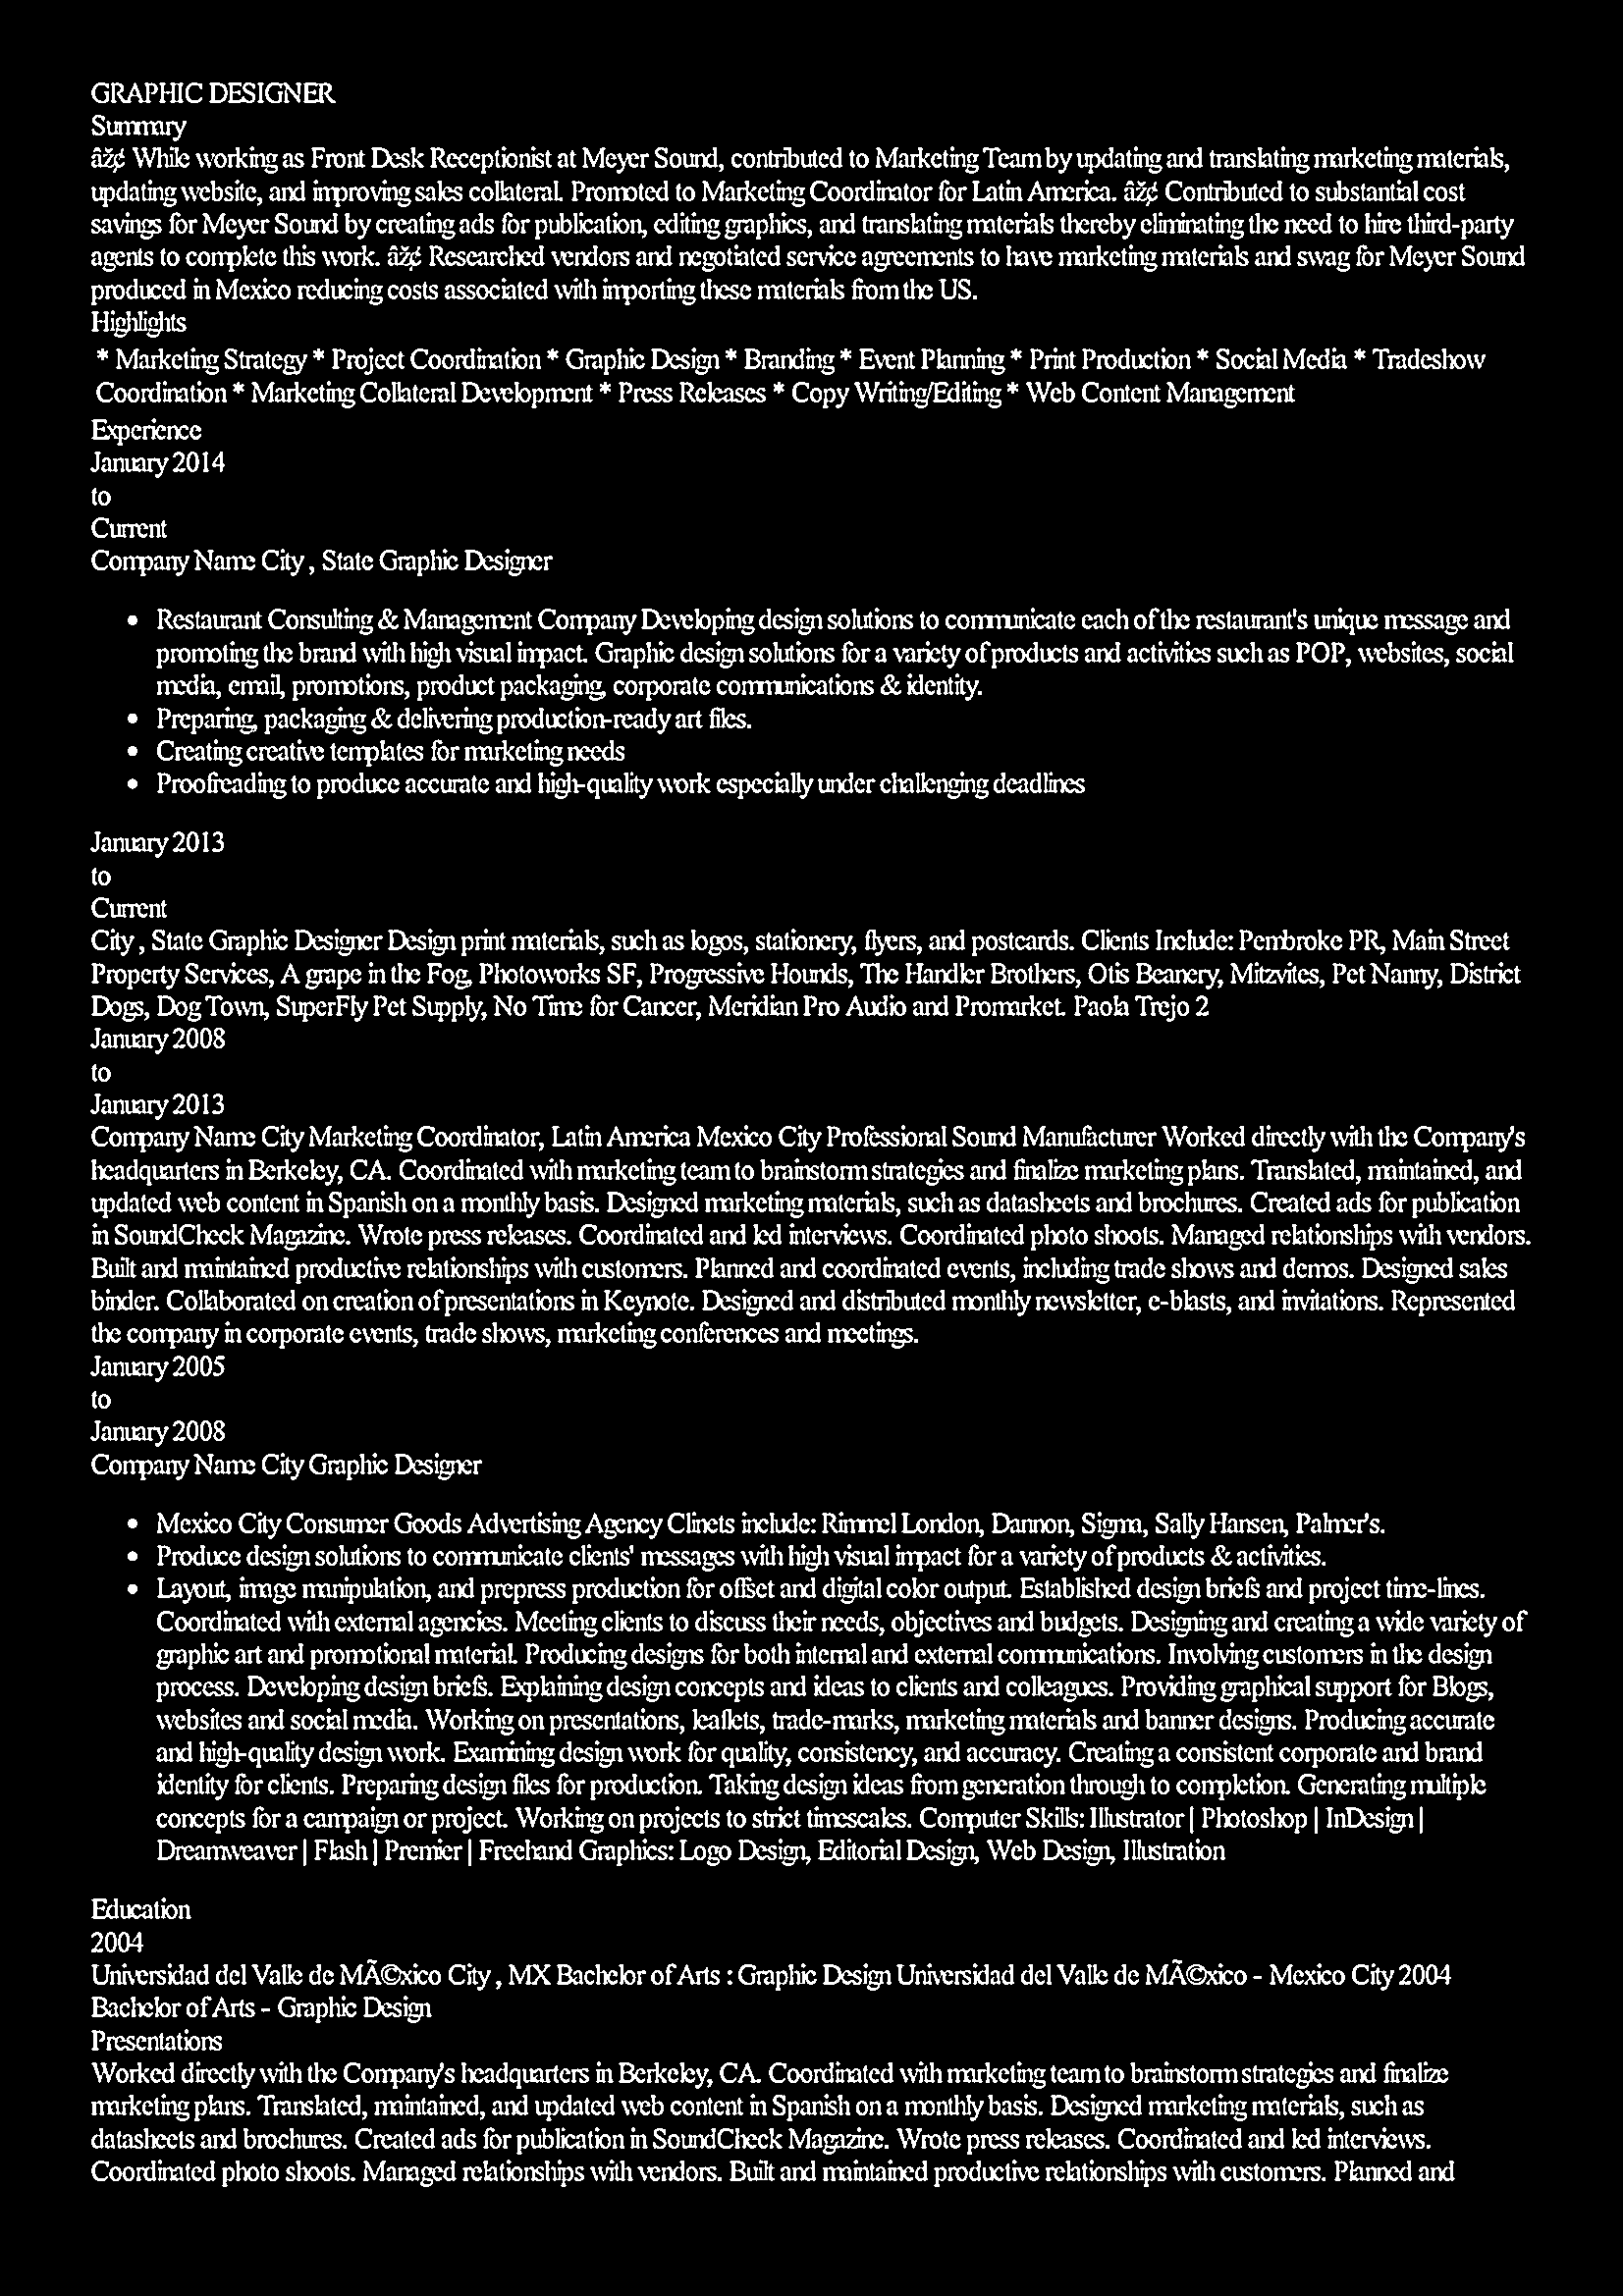 GRAPHIC DESIGNER
Summary
âž¢ While working as Front Desk Receptionist at Meyer Sound, contributed to Marketing Team by updating and translating marketing materials,
updating website, and improving sales collateral. Promoted to Marketing Coordinator for Latin America. âž¢ Contributed to substantial cost
savings for Meyer Sound by creating ads for publication, editing graphics, and translating materials thereby eliminating the need to hire third-party
agents to complete this work. âž¢ Researched vendors and negotiated service agreements to have marketing materials and swag for Meyer Sound
produced in Mexico reducing costs associated with importing these materials from the US.
Highlights
* Marketing Strategy * Project Coordination * Graphic Design * Branding * Event Planning * Print Production * Social Media * Tradeshow
Coordination * Marketing Collateral Development * Press Releases * Copy Writing/Editing * Web Content Management
Experience
January 2014
to
Current
Company Name City , State Graphic Designer
• Restaurant Consulting & Management Company Developing design solutions to communicate each of the restaurant's unique message and
promoting the brand with high visual impact. Graphic design solutions for a variety of products and activities such as POP, websites, social
media, email, promotions, product packaging, corporate communications & identity.
• Preparing, packaging & delivering production-ready art files.
• Creating creative templates for marketing needs
• Proofreading to produce accurate and high-quality work especially under challenging deadlines
January 2013
to
Current
City , State Graphic Designer Design print materials, such as logos, stationery, flyers, and postcards. Clients Include: Pembroke PR, Main Street
Property Services, A grape in the Fog, Photoworks SF, Progressive Hounds, The Handler Brothers, Otis Beanery, Mitzvites, Pet Nanny, District
Dogs, Dog Town, SuperFly Pet Supply, No Time for Cancer, Meridian Pro Audio and Promarket. Paola Trejo 2
January 2008
to
January 2013
Company Name City Marketing Coordinator, Latin America Mexico City Professional Sound Manufacturer Worked directly with the Company's
headquarters in Berkeley, CA. Coordinated with marketing team to brainstorm strategies and finalize marketing plans. Translated, maintained, and
updated web content in Spanish on a monthly basis. Designed marketing materials, such as datasheets and brochures. Created ads for publication
in SoundCheck Magazine. Wrote press releases. Coordinated and led interviews. Coordinated photo shoots. Managed relationships with vendors.
Built and maintained productive relationships with customers. Planned and coordinated events, including trade shows and demos. Designed sales
binder. Collaborated on creation of presentations in Keynote. Designed and distributed monthly newsletter, e-blasts, and invitations. Represented
the company in corporate events, trade shows, marketing conferences and meetings.
January 2005
to
January 2008
Company Name City Graphic Designer
• Mexico City Consumer Goods Advertising Agency Clinets include: Rimmel London, Dannon, Sigma, Sally Hansen, Palmer's.
• Produce design solutions to communicate clients' messages with high visual impact for a variety of products & activities.
• Layout, image manipulation, and prepress production for offset and digital color output. Established design briefs and project time-lines.
Coordinated with external agencies. Meeting clients to discuss their needs, objectives and budgets. Designing and creating a wide variety of
graphic art and promotional material. Producing designs for both internal and external communications. Involving customers in the design
process. Developing design briefs. Explaining design concepts and ideas to clients and colleagues. Providing graphical support for Blogs,
websites and social media. Working on presentations, leaflets, trade-marks, marketing materials and banner designs. Producing accurate
and high-quality design work. Examining design work for quality, consistency, and accuracy. Creating a consistent corporate and brand
identity for clients. Preparing design files for production. Taking design ideas from generation through to completion. Generating multiple
concepts for a campaign or project. Working on projects to strict timescales. Computer Skills: Illustrator | Photoshop | InDesign |
Dreamweaver | Flash | Premier | Freehand Graphics: Logo Design, Editorial Design, Web Design, Illustration
Education
2004
Universidad del Valle de MÃ©xico City , MX Bachelor of Arts : Graphic Design Universidad del Valle de MÃ©xico - Mexico City 2004
Bachelor of Arts - Graphic Design
Presentations
Worked directly with the Company's headquarters in Berkeley, CA. Coordinated with marketing team to brainstorm strategies and finalize
marketing plans. Translated, maintained, and updated web content in Spanish on a monthly basis. Designed marketing materials, such as
datasheets and brochures. Created ads for publication in SoundCheck Magazine. Wrote press releases. Coordinated and led interviews.
Coordinated photo shoots. Managed relationships with vendors. Built and maintained productive relationships with customers. Planned and